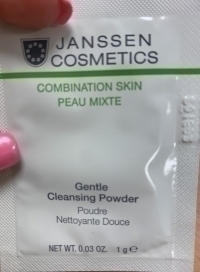 JANSSEN
COSMETICS
COMBINATION SKIN
PEAU MIXTE
Gentle
Cleansing Powder
Poudre
Nettoyante Douce
NET WT. 0.03 OZ. 1 g e